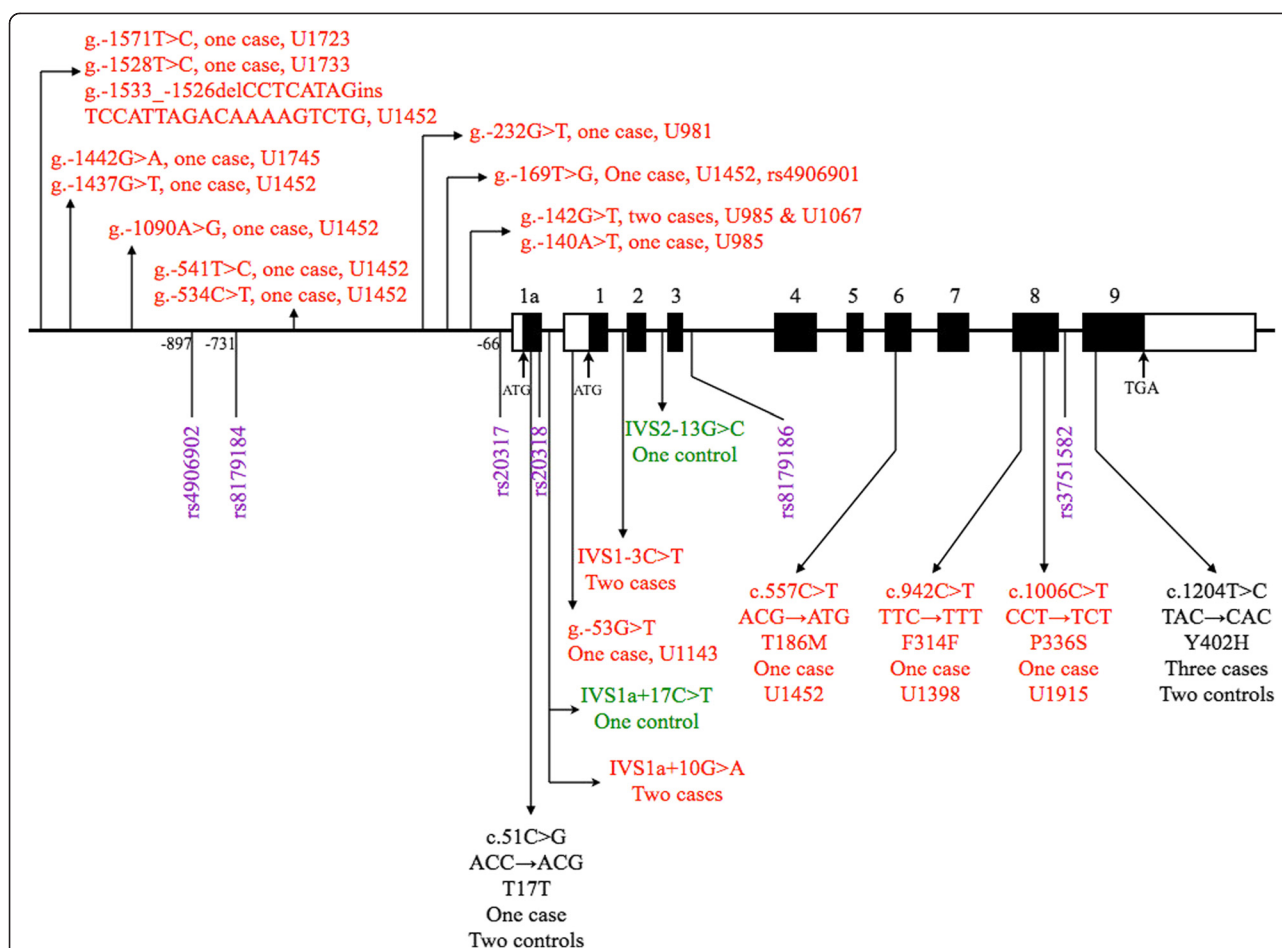 g.-1571T>C, one case, U1723
g.-1528T>C, one case, U1733
g.-1533_-1526delCCTCATAGins
TCCATTAGACAAAAGTCTG, U1452
g.-232G>T, one case, U981
g.-1442G>A, one case, U1745
g.-1437G>T, one case, U1452
g.-169T>G, One case, U1452, rs4906901
g.-142G>T, two cases, U985 & U1067
g.-140A>T, one case, U985
g.-1090A>G, one case, U1452
g.-541T>C, one case, U1452
g.-534C>T, one case, U1452
1a
1
2
3
4
5
6
7
8
9
-897
-731
-66
ATG
ATG
TGA
rs4906902
rs8179184
rs20317
rs20318
rs8179186
rs3751582
IVS2-13G>C
One control
IVS1-3C>T
Two cases
g.-53G>T
One case, U1143
IVS1a+17C>T
One control
IVS1a+10G>A
Two cases
c.557C>T
ACG→ATG
T186M
One case
U1452
c.942C>T
TTC→TTT
F314F
One case
U1398
c.1006C>T
CCT→TCT
P336S
One case
U1915
c.1204T>C
TAC→CAC
Y402H
Three cases
Two controls
c.51C>G
ACC→ACG
T17T
One case
Two controls